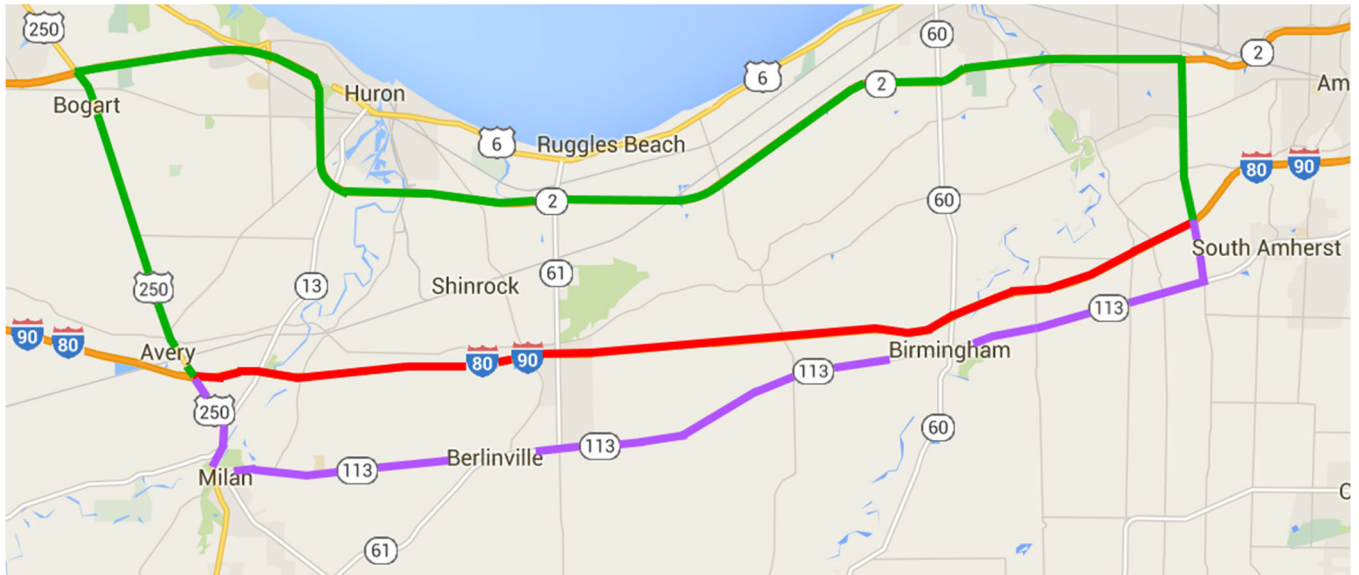 250
60
2
Am
6
Bogart
Huron
2
6
Ruggles Beach
80
90
2
60
South Amherst
250
13
Shinrock
61
113
90
80
Avery
80
90
Birmingham
113
250
60
113
Berlinville
113
Milan
C
61